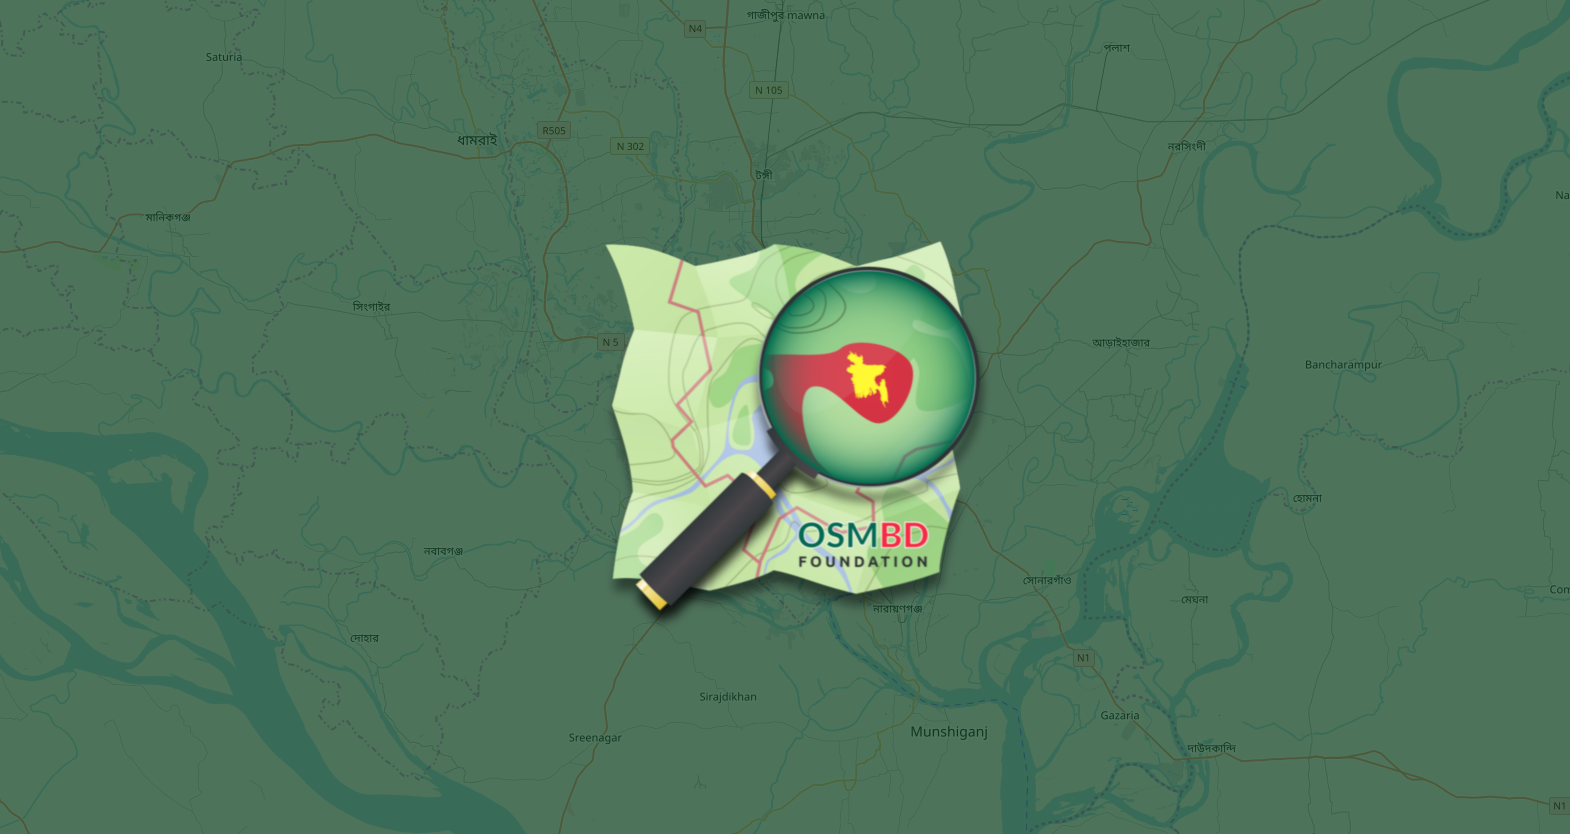 গাজীপুর mawna
N4
পলাশ
Saturia
N 105
R505
ধামরাই
N 302
নরসিংদী
টঙ্গী
Na
মানিকগঞ্জ
সিংগাইর
N 5
আড়াইহাজার
Bancharampur
হোমনা
OSMBD
FOUNDATION
নবাবগঞ্জ
সোনারগাঁও
Com
মেঘনা
নারায়ণগঞ্জ
দোহার
N1
Sirajdikhan
Gazaria
Munshiganj
Sreenagar
দাউদকান্দি
N1